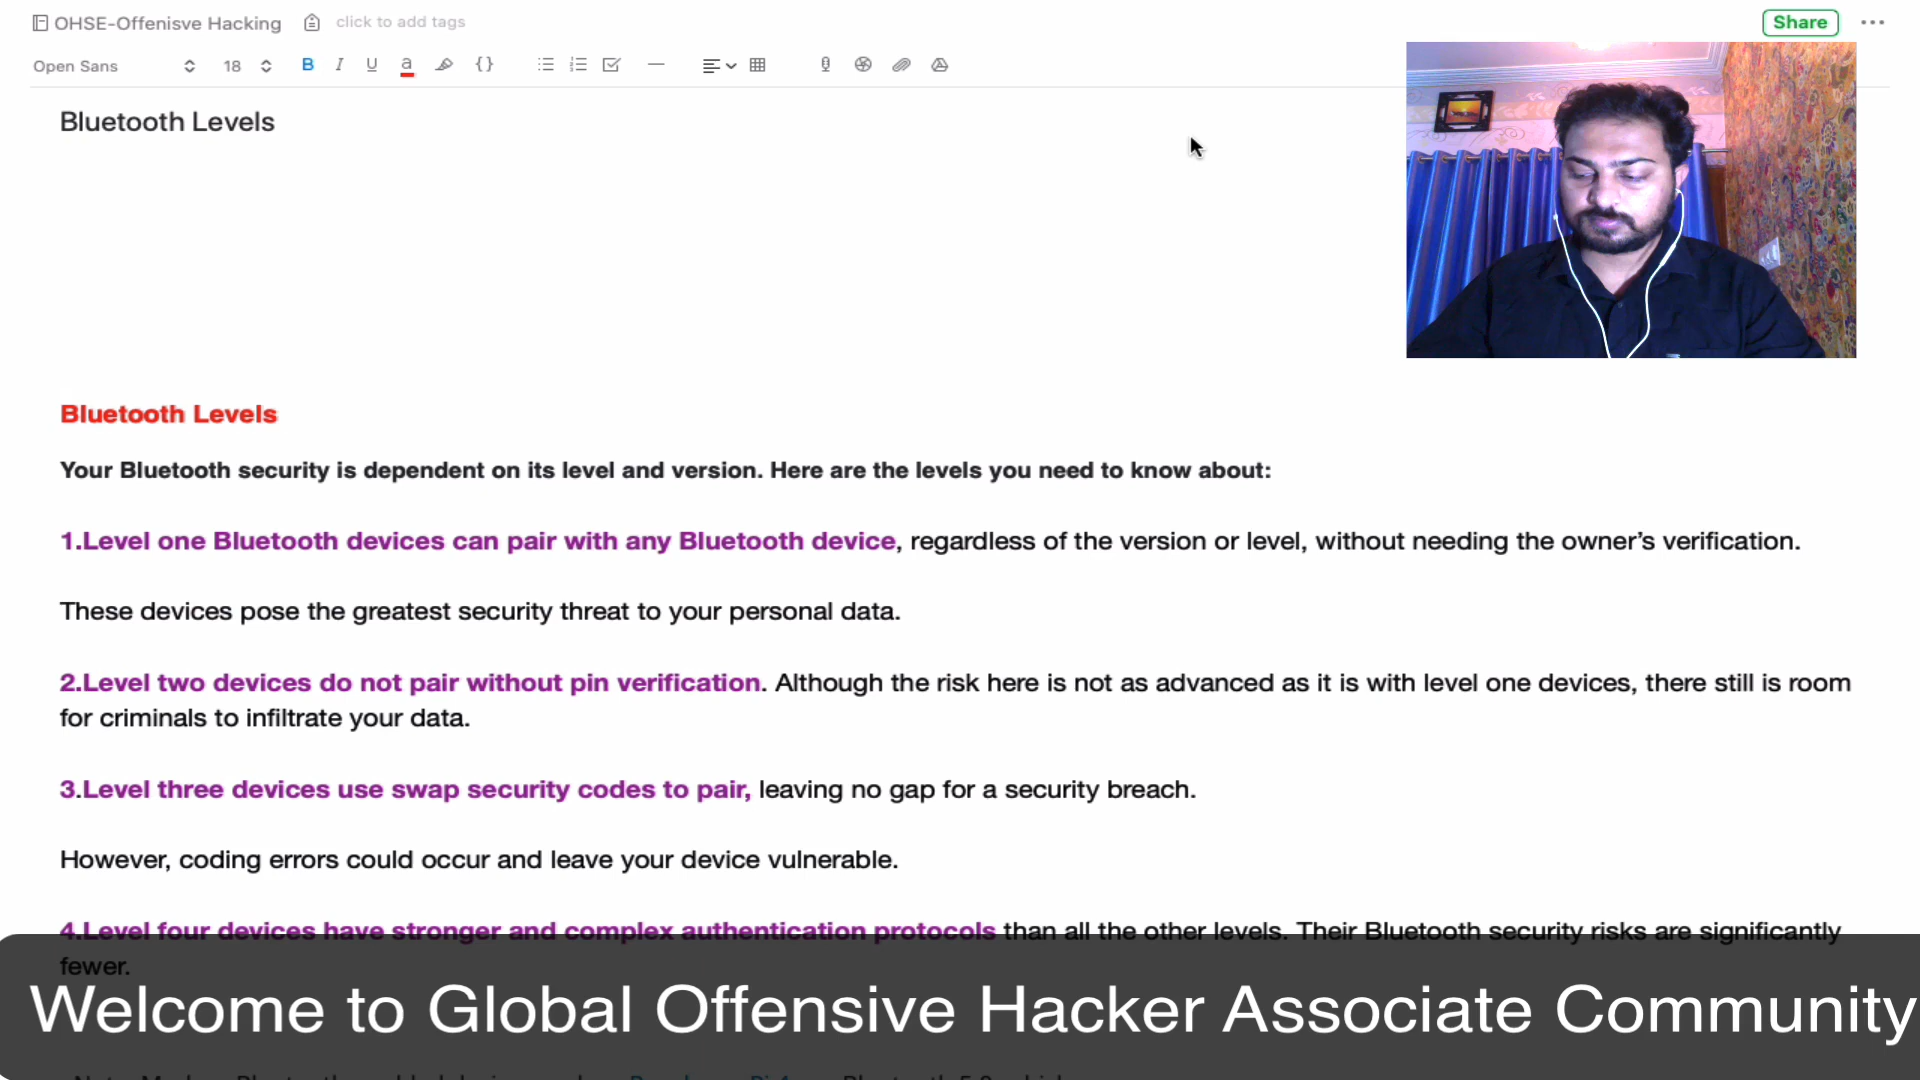 OHSE-Offenisve Hacking click to add tags Share
Open Sans 18 B I U a {}
Bluetooth Levels
Bluetooth Levels
Your Bluetooth security is dependent on its level and version. Here are the levels you need to know about:
1.Level one Bluetooth devices can pair with any Bluetooth device, regardless of the version or level, without needing the owner’s verification.
These devices pose the greatest security threat to your personal data.
2.Level two devices do not pair without pin verification. Although the risk here is not as advanced as it is with level one devices, there still is room
for criminals to infiltrate your data.
3.Level three devices use swap security codes to pair, leaving no gap for a security breach.
However, coding errors could occur and leave your device vulnerable.
4.Level four devices have stronger and complex authentication protocols than all the other levels. Their Bluetooth security risks are significantly
fewer.
Welcome to Global Offensive Hacker Associate Community